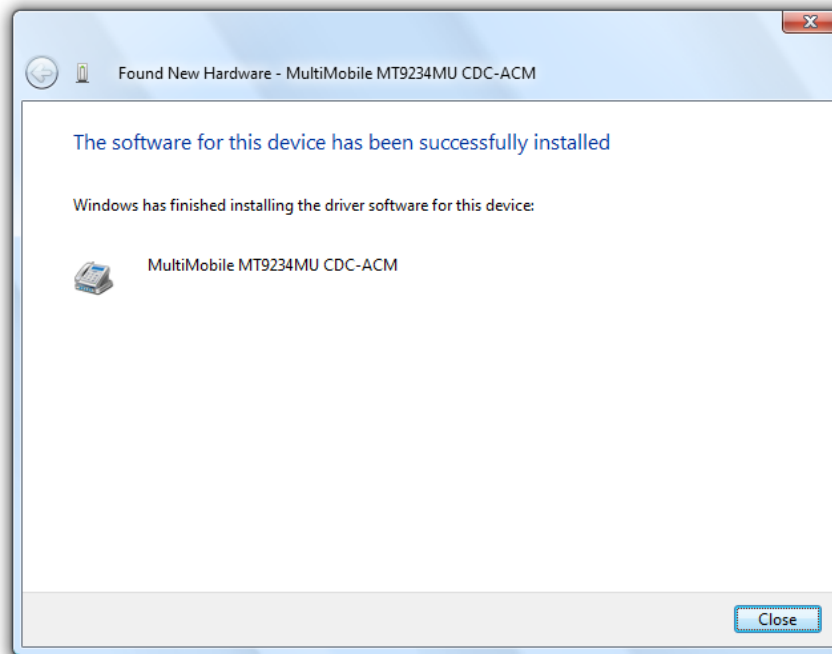 Found New Hardware - MultiMobile MT9234MU CDC-ACM
The software for this device has been successfully installed
Windows has finished installing the driver software for this device:
MultiMobile MT9234MU CDC-ACM
Close